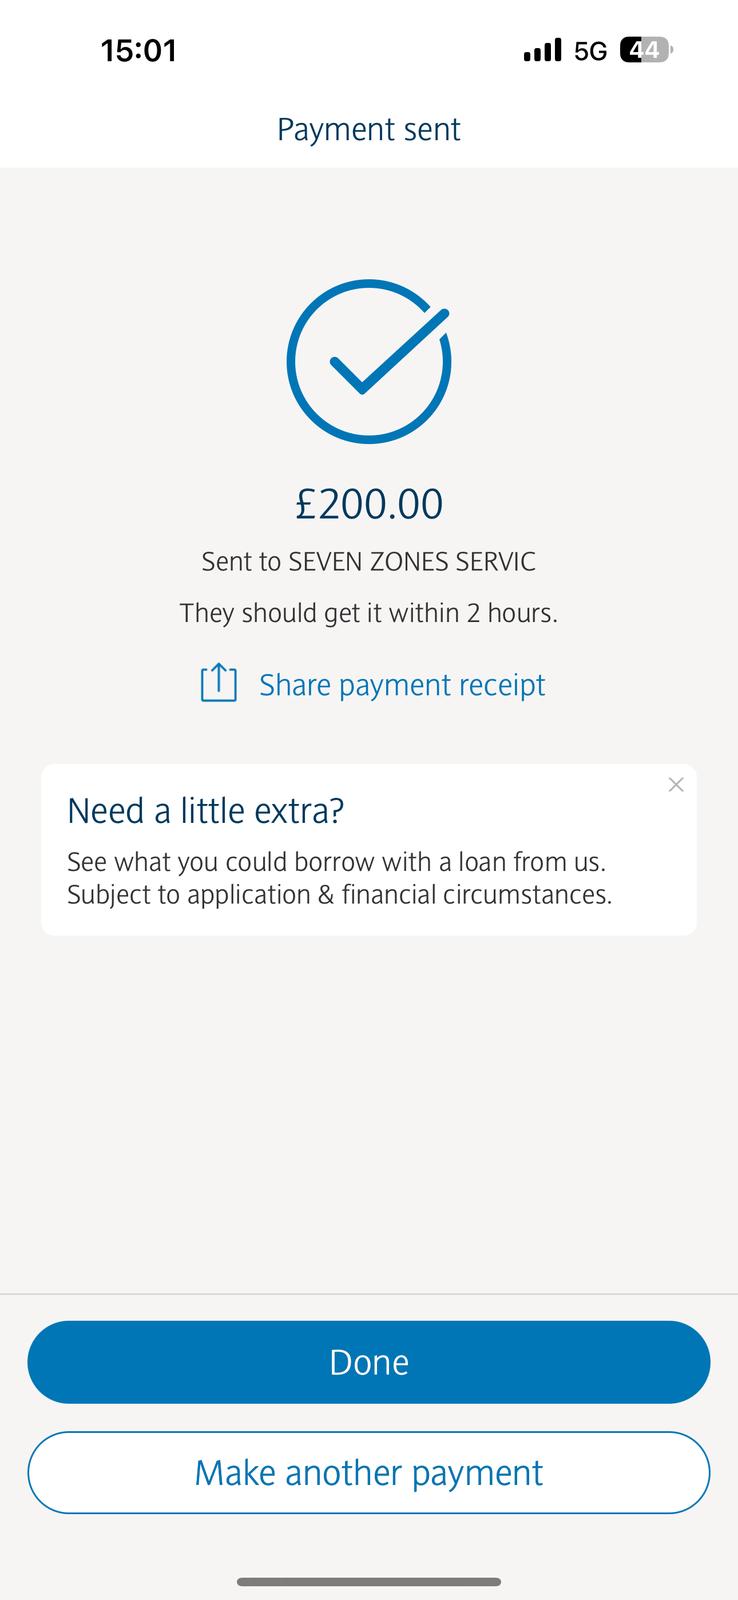 15:01
5G
44
Payment sent
£200.00
Sent to SEVEN ZONES SERVIC
They should get it within 2 hours.
Share payment receipt
Need a little extra?
See what you could borrow with a loan from us.
Subject to application & financial circumstances.
Done
Make another payment